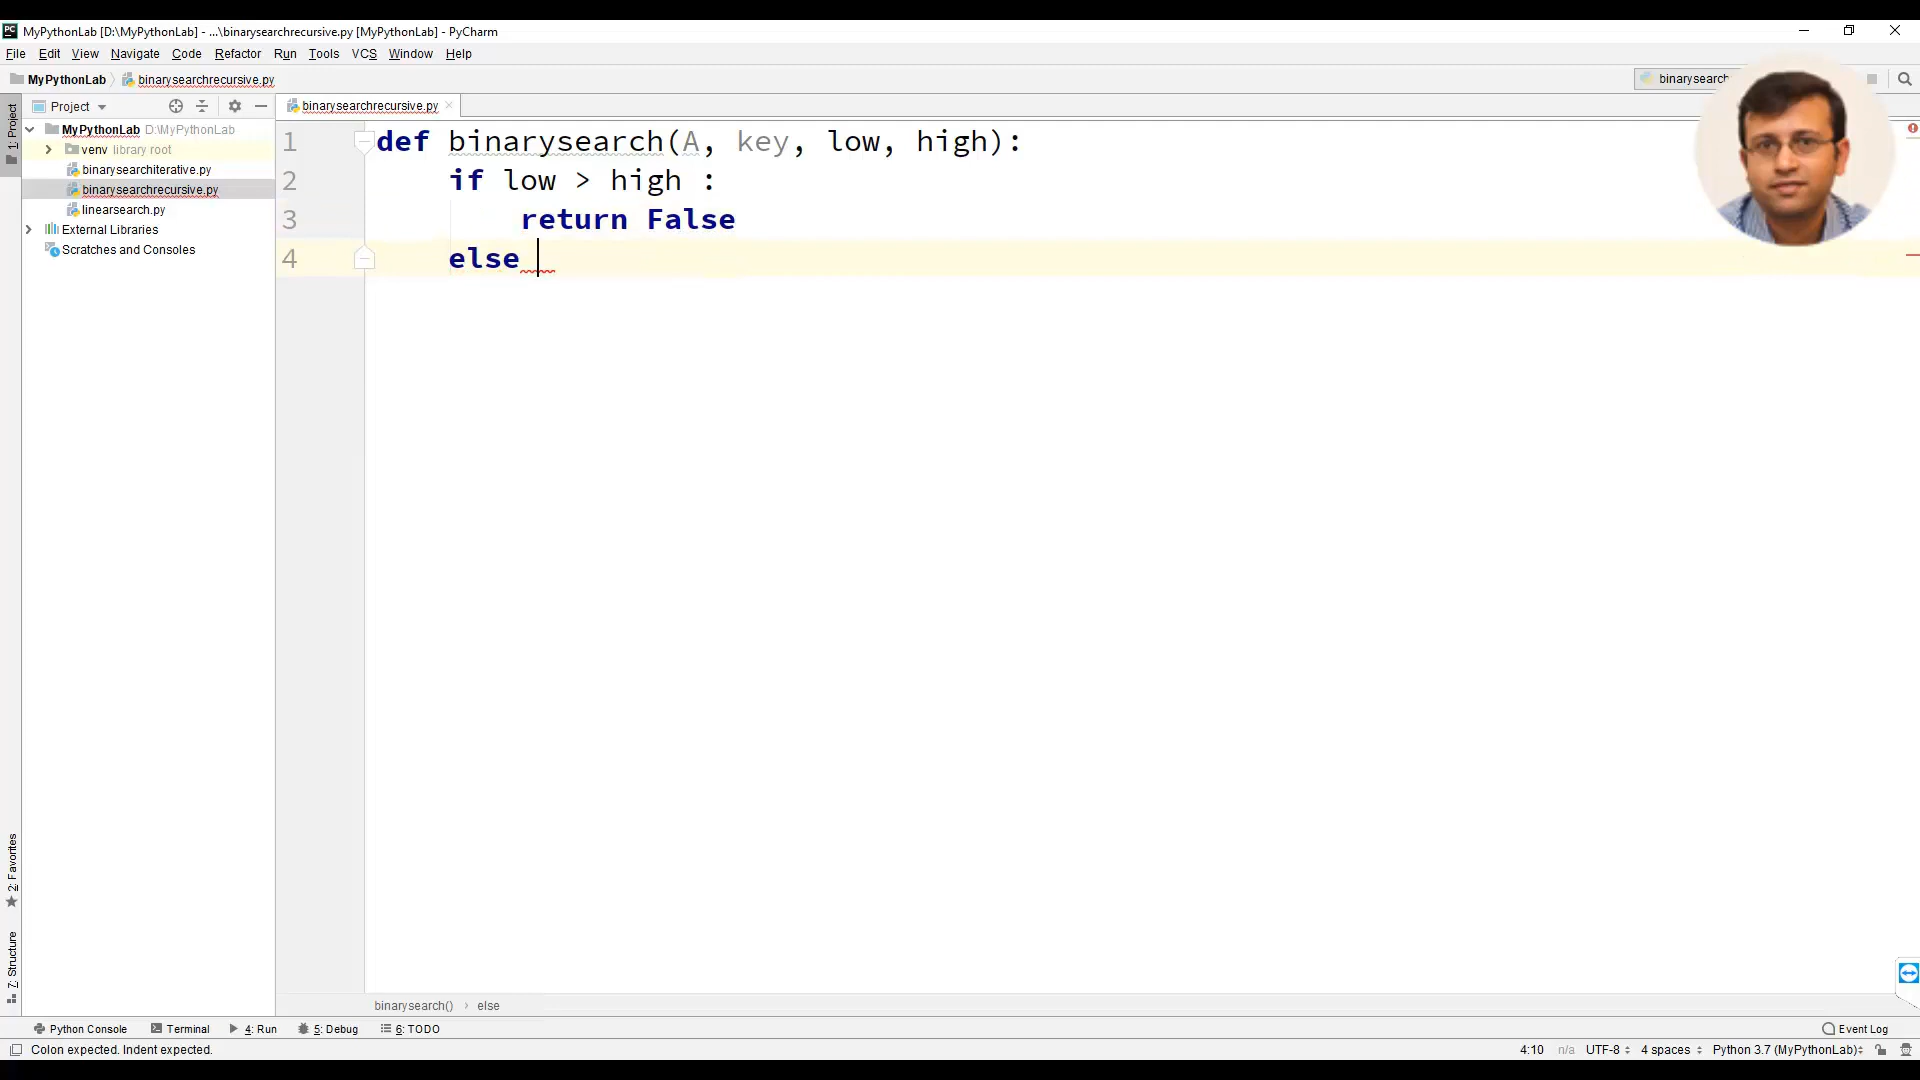 MyPythonLab [D:\MyPythonLab] - ...\binarysearchrecursive.py [MyPythonLab] - PyCharm
File Edit View Navigate Code Refactor Run Tools VCS Window Help
MyPythonLab binarysearchrecursive.py binarysearch
1: Project
Project
binarysearchrecursive.py
MyPythonLab D:\MyPythonLab
venv library root
binarysearchiterative.py
binarysearchrecursive.py
linearsearch.py
External Libraries
Scratches and Consoles
1 def binarysearch(A, key, low, high):
2 if low > high :
3 return False
4 else
2: Favorites
7: Structure
binarysearch() › else
Python Console Terminal 4: Run 5: Debug 6: TODO Event Log
Colon expected. Indent expected. 4:10 n/a UTF-8 4 spaces Python 3.7 (MyPythonLab)